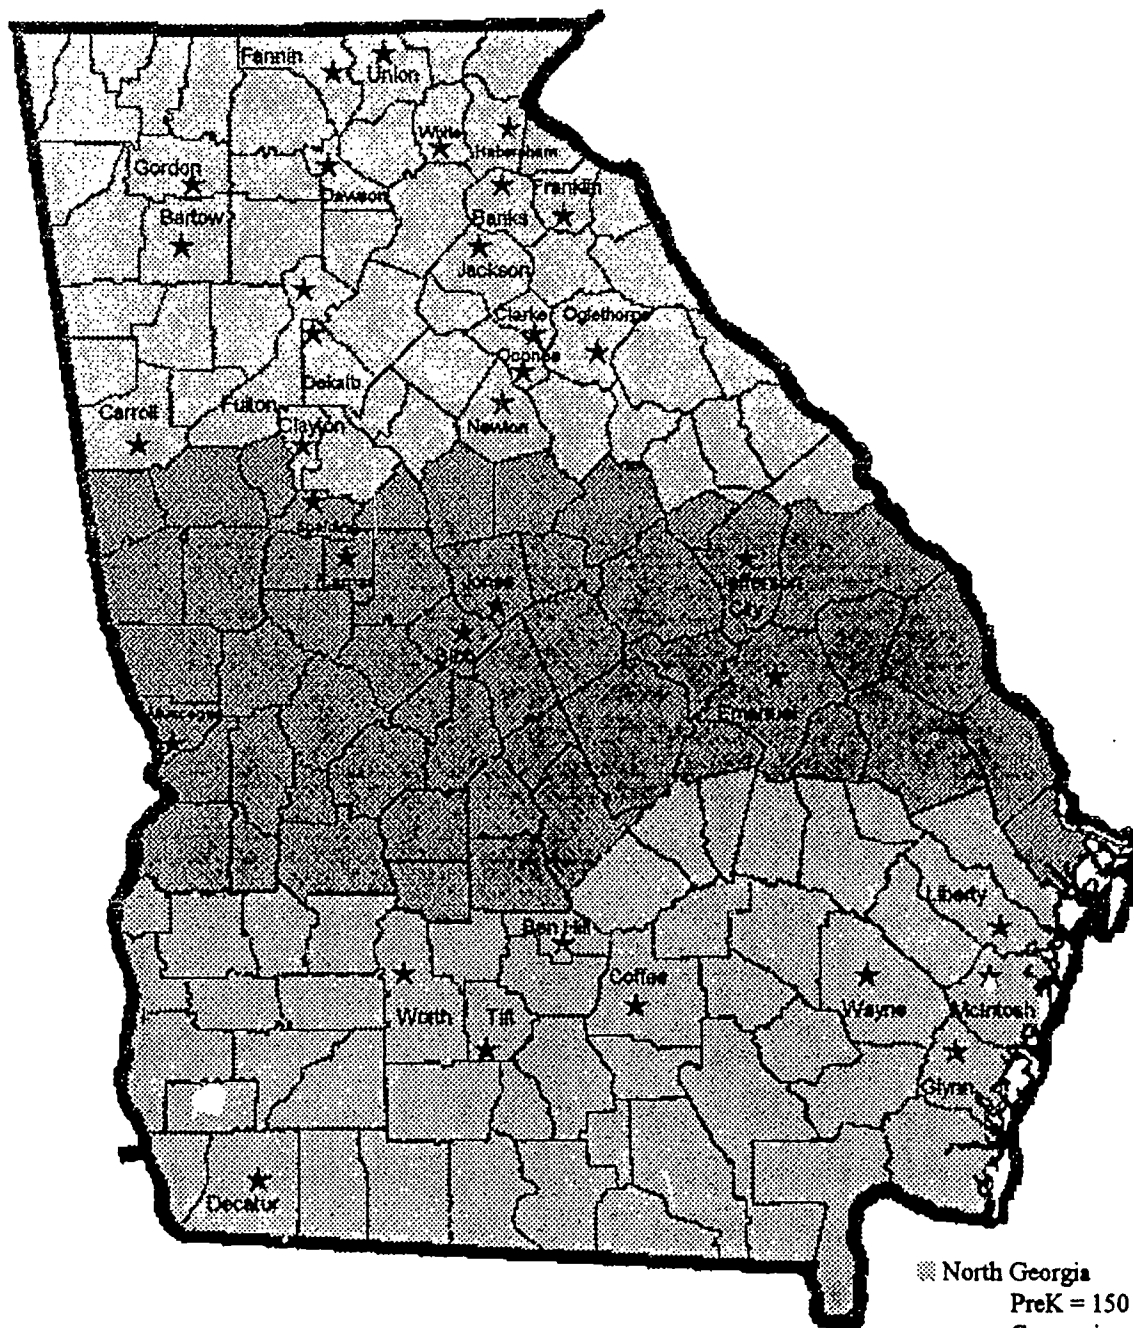 Fannin
Union
White
Habersham
Gordon
Dawson
Franklin
Bartow
Banks
Jackson
Clarke
Oglethorpe
Oconee
Dekalb
Fulton
Carroll
Clayton
Newton
Spalding
Lamar
Jones
Jefferson
City
Bibb
Emanuel
Liberty
Ben Hill
Coffee
Worth
Tift
Wayne
McIntosh
Glynn
Decatur
North Georgia
PreK = 150